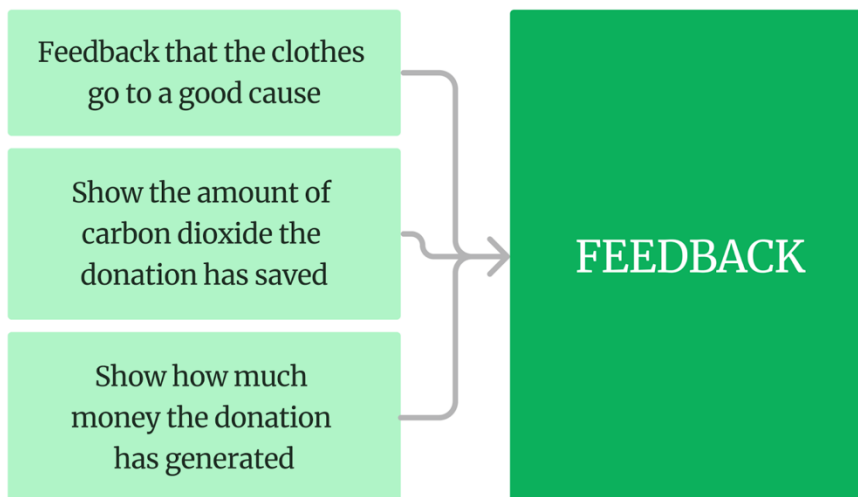 Feedback that the clothes
go to a good cause
Show the amount of
carbon dioxide the
donation has saved
Show how much
money the donation
has generated
FEEDBACK